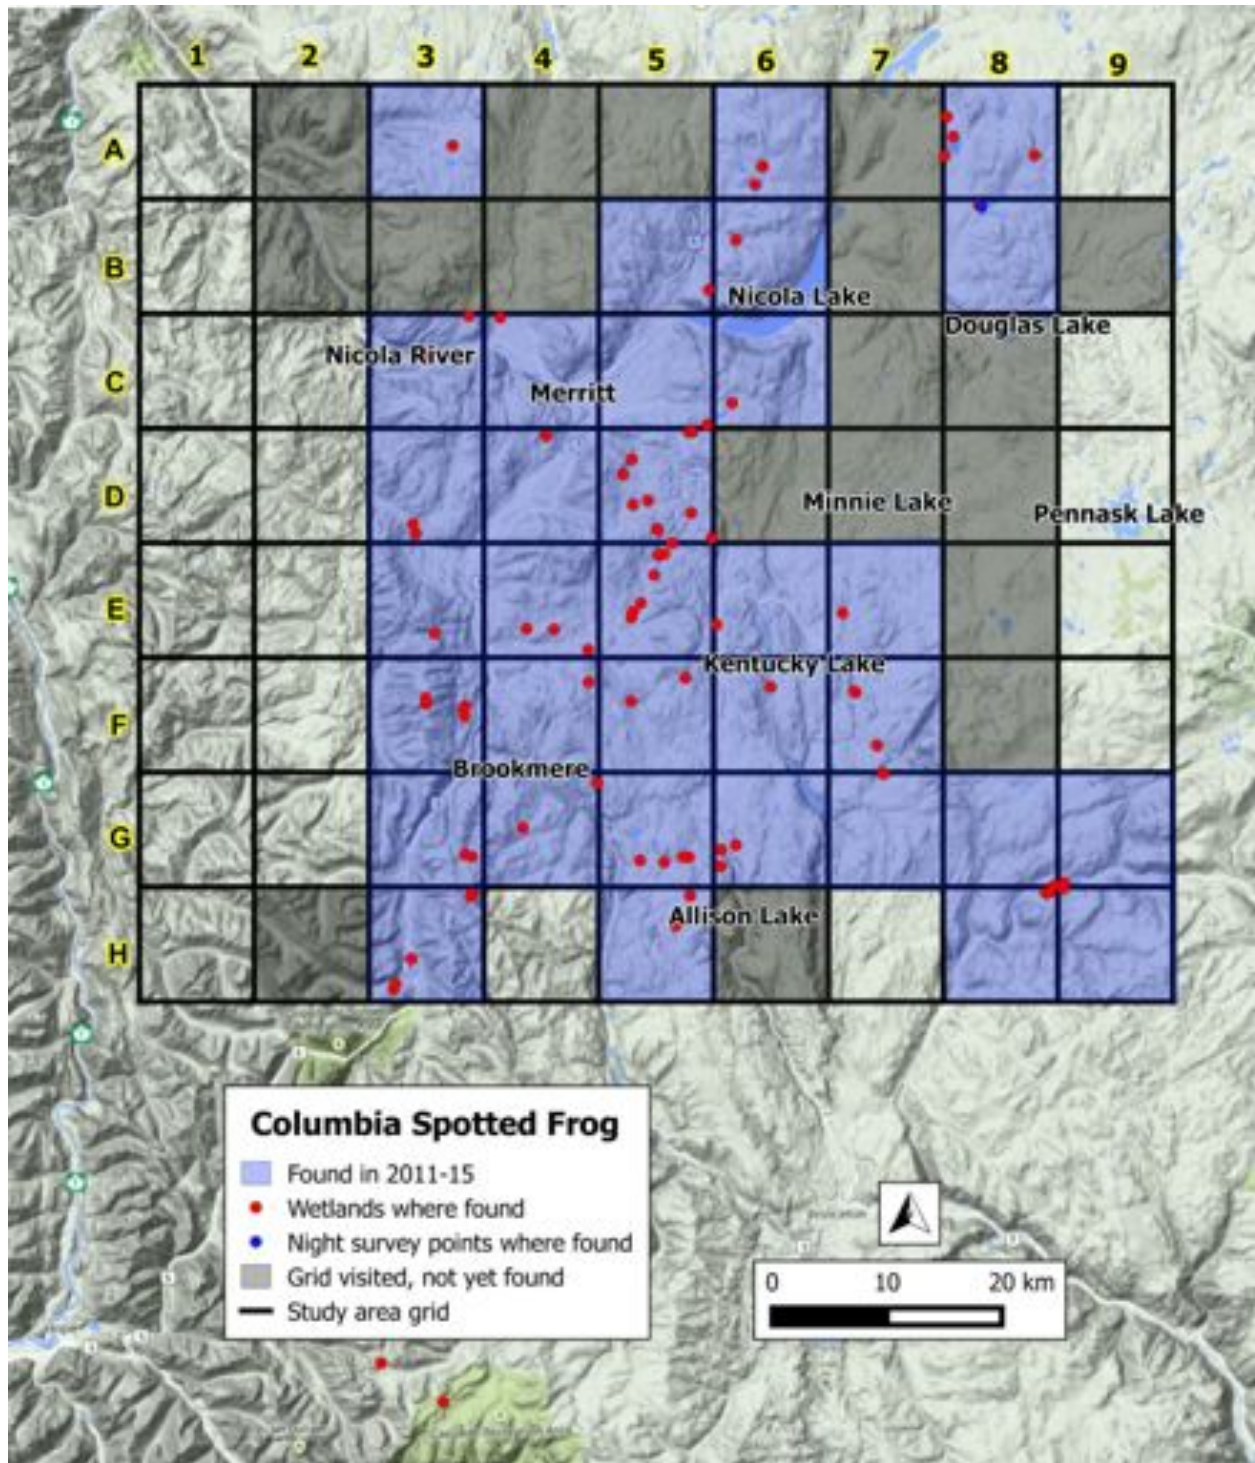 1 2 3 4 5 6 7 8 9
A
B
Nicola Lake
Douglas Lake
Nicola River
C
Merritt
D
Minnie Lake
Pennask Lake
E
Kentucky Lake
F
Brookmere
G
Allison Lake
H
Columbia Spotted Frog
Found in 2011-15
Wetlands where found
Night survey points where found
Grid visited, not yet found
Study area grid
0 10 20 km